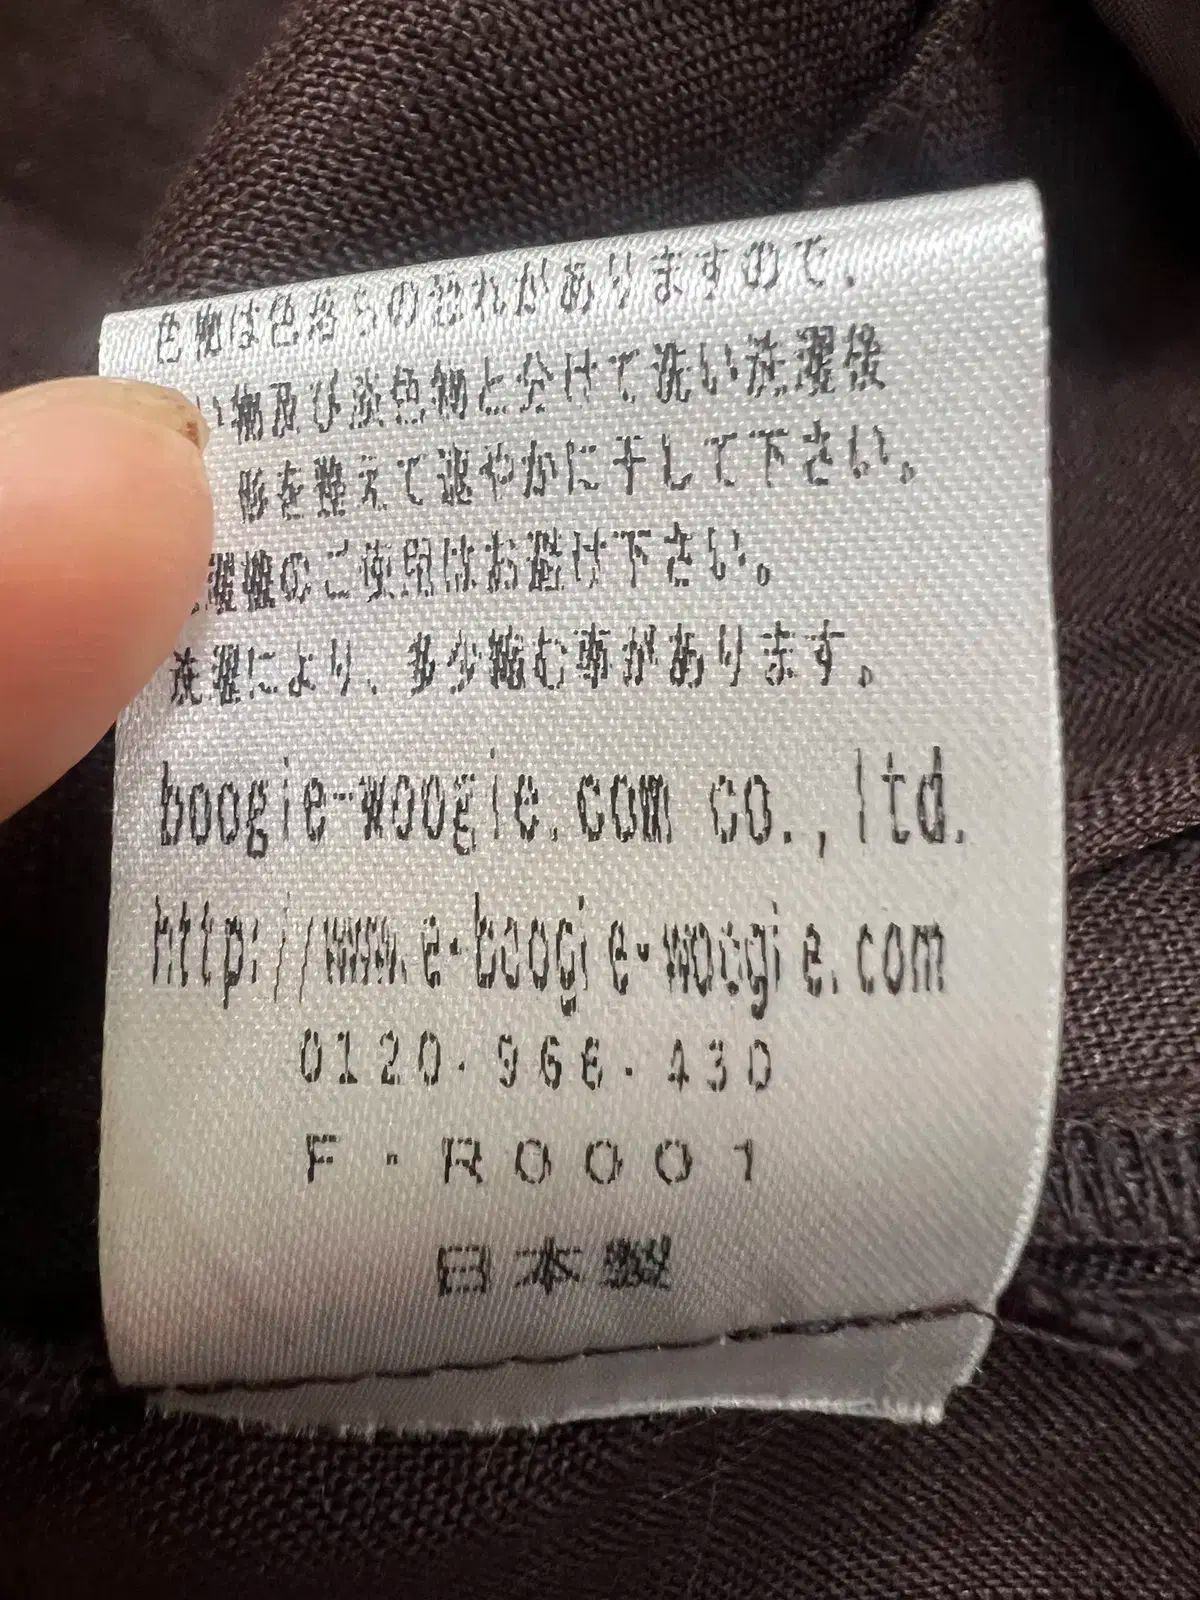 色物は色落ちの恐れがありますので、
い物及び淡色物と分けて洗い洗濯後
形を整えて速やかに干して下さい。
濯機のご使用はお避け下さい。
洗濯により、多少縮む事があります。
boogie-woogie.com co.,ltd.
http://www.e-boogie-woogie.com
0120-966-430
F-R0001
日本製